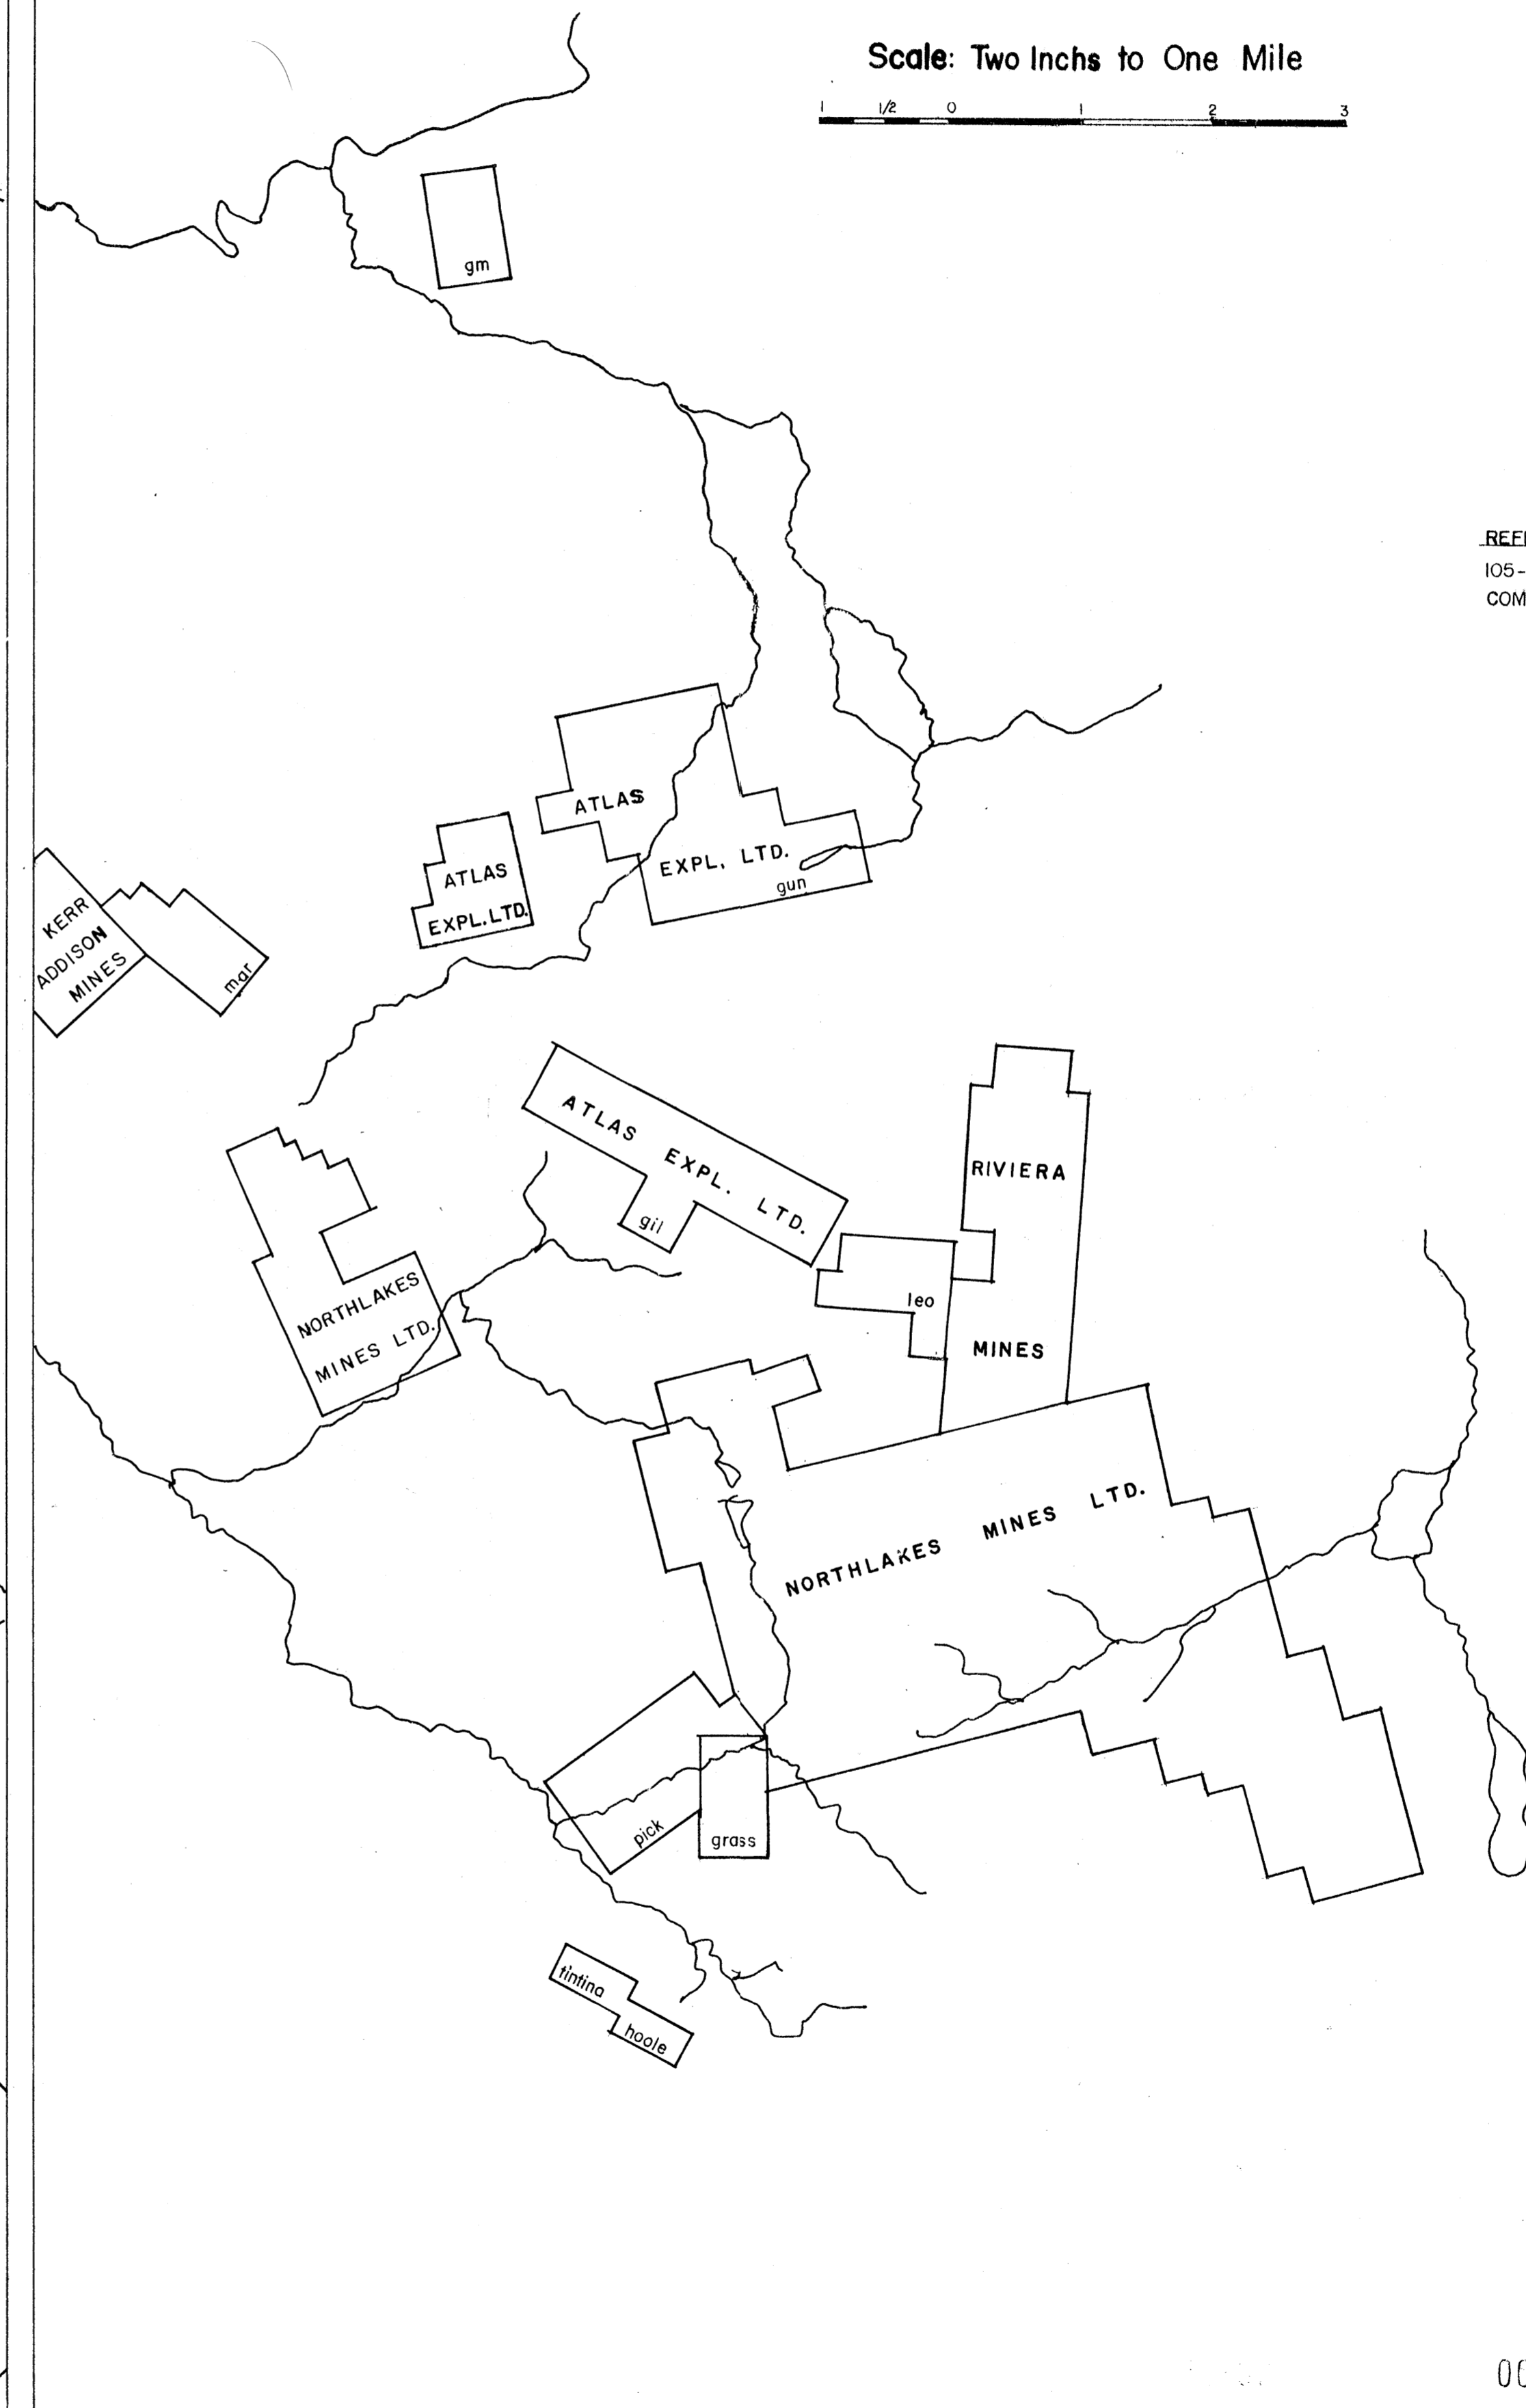 Scale: Two Inchs to One Mile
1 1/2 0 1 2 3
gm
105-
COM
ATLAS
EXPL. LTD.
gun
ATLAS
EXPL. LTD.
KERR
ADDISON
MINES
mar
ATLAS EXPL. LTD.
gil
RIVIERA
MINES
leo
NORTHLAKES
MINES LTD.
NORTHLAKES MINES LTD.
pick
grass
tintina
hoole